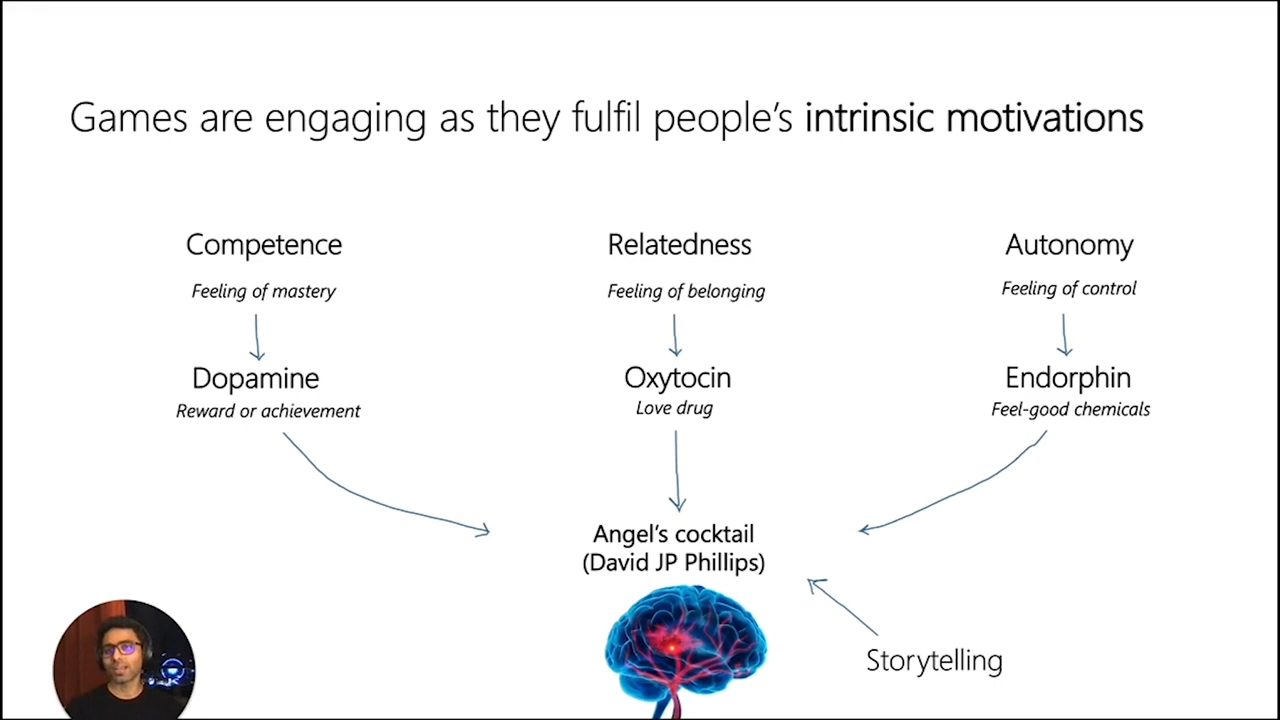 Games are engaging as they fulfil people's intrinsic motivations
Competence
Feeling of mastery
Dopamine
Reward or achievement
Relatedness
Feeling of belonging
Oxytocin
Love drug
Autonomy
Feeling of control
Endorphin
Feel-good chemicals
Angel's cocktail
(David JP Phillips)
Storytelling